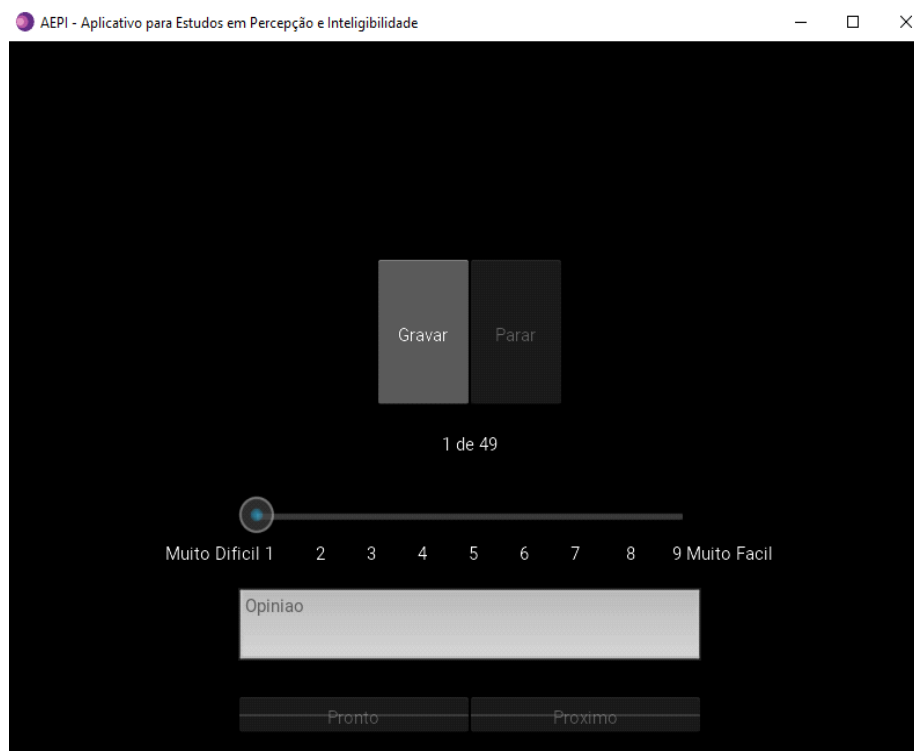 AEPI - Aplicativo para Estudos em Percepção e Inteligibilidade
Gravar Parar
1 de 49
Muito Dificil 1 2 3 4 5 6 7 8 9 Muito Facil
Opiniao
Pronto Proximo